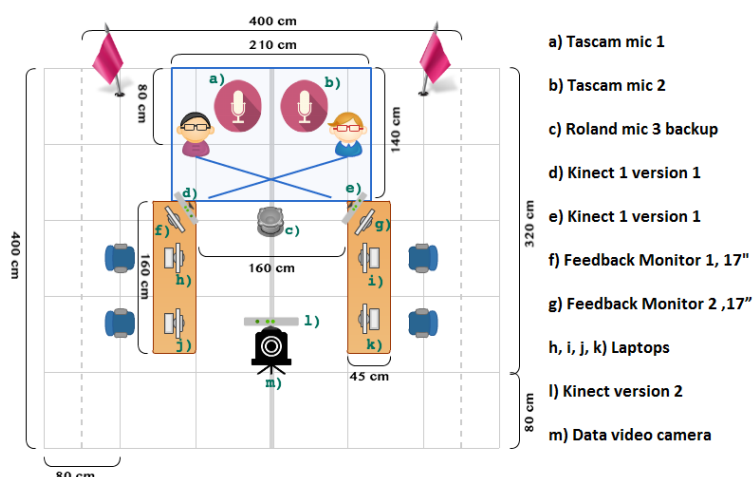 400 cm
210 cm
a)
b)
80 cm
140 cm
d)
e)
f)
g)
c)
400 cm
160 cm
h)
160 cm
i)
320 cm
l)
j)
k)
m)
45 cm
80 cm
80 cm
a) Tascam mic 1
b) Tascam mic 2
c) Roland mic 3 backup
d) Kinect 1 version 1
e) Kinect 1 version 1
f) Feedback Monitor 1, 17"
g) Feedback Monitor 2 ,17”
h, i, j, k) Laptops
l) Kinect version 2
m) Data video camera